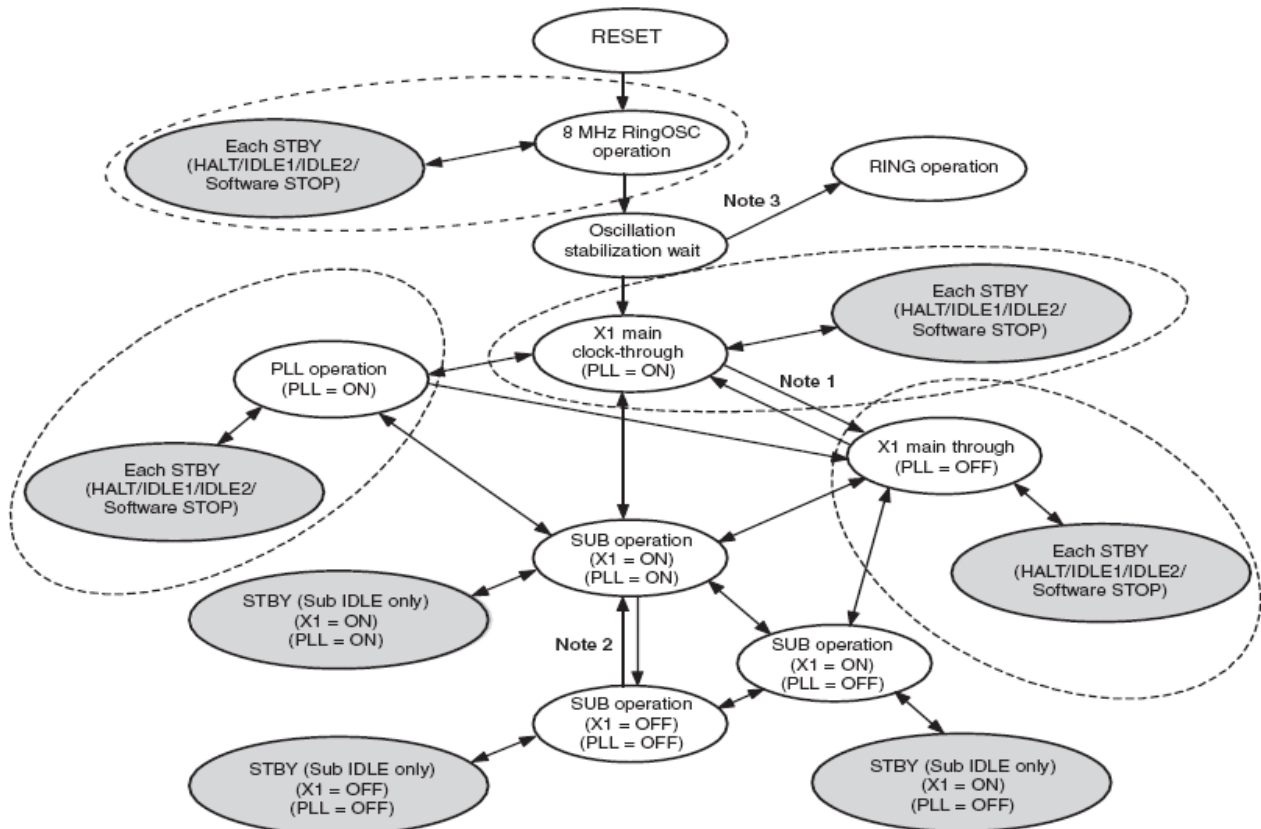 RESET
8 MHz RingOSC
operation
Each STBY
(HALT/IDLE1/IDLE2/
Software STOP)
RING operation
Note 3
Oscillation
stabilization wait
Each STBY
(HALT/IDLE1/IDLE2/
Software STOP)
X1 main
clock-through
(PLL = ON)
PLL operation
(PLL = ON)
Note 1
X1 main through
(PLL = OFF)
Each STBY
(HALT/IDLE1/IDLE2/
Software STOP)
SUB operation
(X1 = ON)
(PLL = ON)
Each STBY
(HALT/IDLE1/IDLE2/
Software STOP)
STBY (Sub IDLE only)
(X1 = ON)
(PLL = ON)
Note 2
SUB operation
(X1 = ON)
(PLL = OFF)
SUB operation
(X1 = OFF)
(PLL = OFF)
STBY (Sub IDLE only)
(X1 = OFF)
(PLL = OFF)
STBY (Sub IDLE only)
(X1 = ON)
(PLL = OFF)